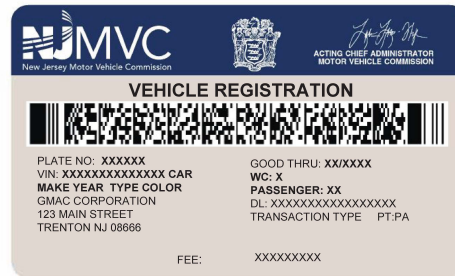 NJMVC
New Jersey Motor Vehicle Commission
ACTING CHIEF ADMINISTRATOR
MOTOR VEHICLE COMMISSION
VEHICLE REGISTRATION
PLATE NO: XXXXXX
VIN: XXXXXXXXXXXXXX CAR
MAKE YEAR TYPE COLOR
GMAC CORPORATION
123 MAIN STREET
TRENTON NJ 08666
GOOD THRU: XX/XXXX
WC: X
PASSENGER: XX
DL: XXXXXXXXXXXXXXXXXX
TRANSACTION TYPE PT:PA
FEE: XXXXXXXXX